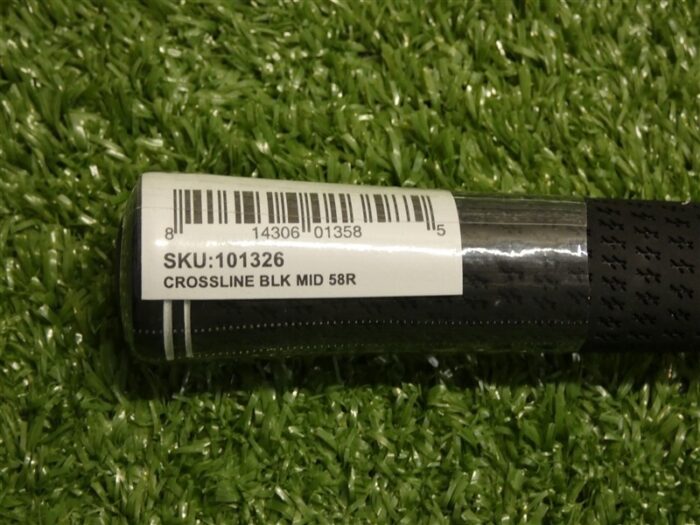 8 14306 01358 5
SKU:101326
CROSSLINE BLK MID 58R